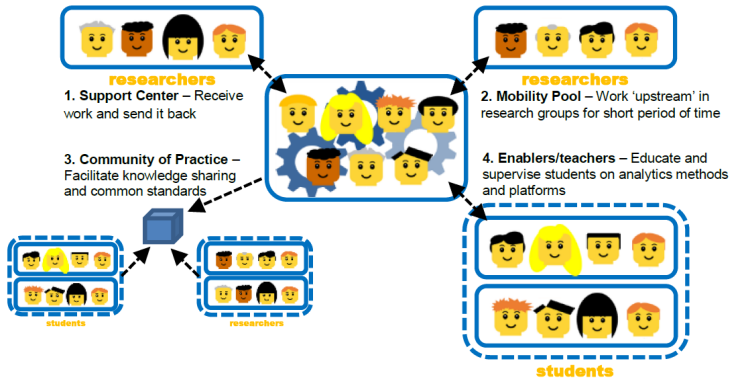 researchers
1. Support Center – Receive
work and send it back
researchers
2. Mobility Pool – Work ‘upstream’ in
research groups for short period of time
3. Community of Practice –
Facilitate knowledge sharing
and common standards
4. Enablers/teachers – Educate and
supervise students on analytics methods
and platforms
students
researchers
students